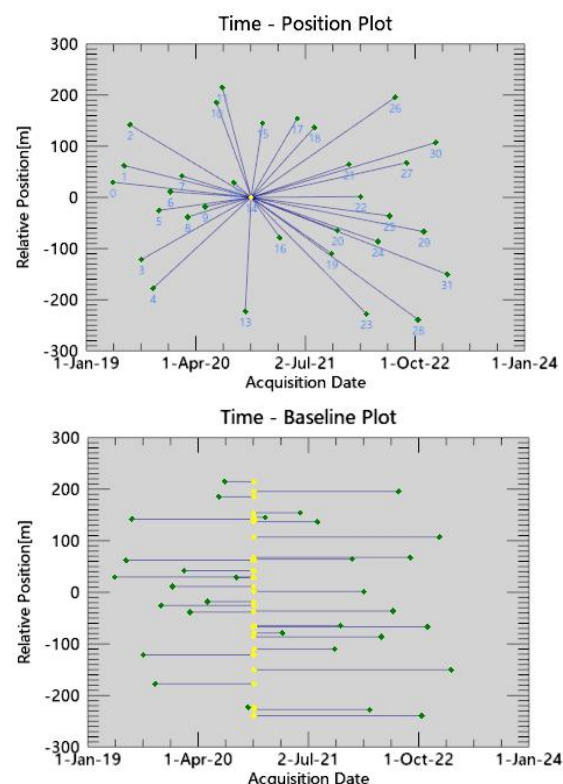 Time - Position Plot
300
200
100
0
-100
-200
-300
Relative Position[m]
0
1
2
3
4
5
6
7
8
9
10
13
15
16
17
18
19
20
21
22
23
24
25
26
27
28
29
30
31
1-Jan-19
1-Apr-20
2-Jul-21
1-Oct-22
1-Jan-24
Acquisition Date
Time - Baseline Plot
300
200
100
0
-100
-200
-300
Relative Position[m]
1-Jan-19
1-Apr-20
2-Jul-21
1-Oct-22
1-Jan-24
Acquisition Date